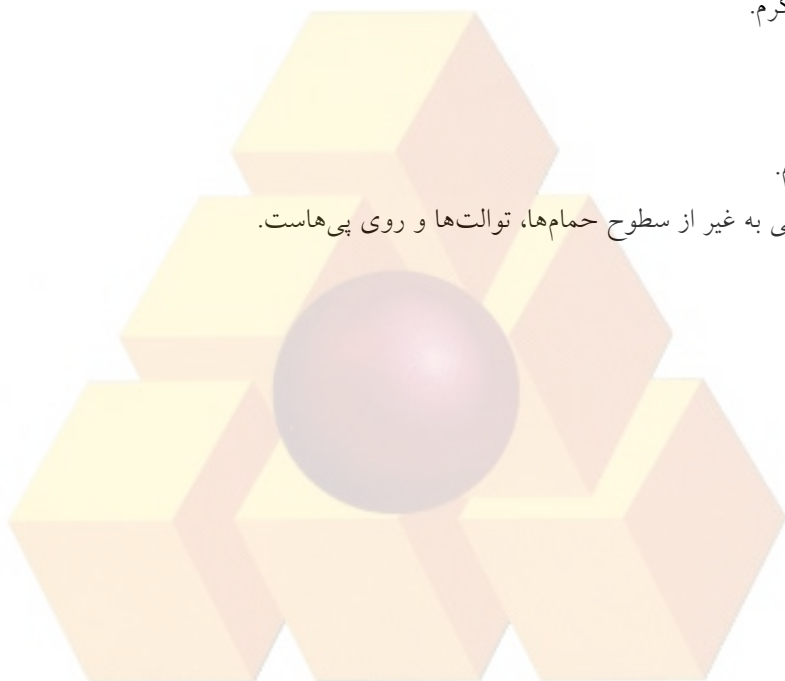 گرم.
م.
ی به غیر از سطوح حمام‌ها، توالت‌ها و روی پی‌هاست.